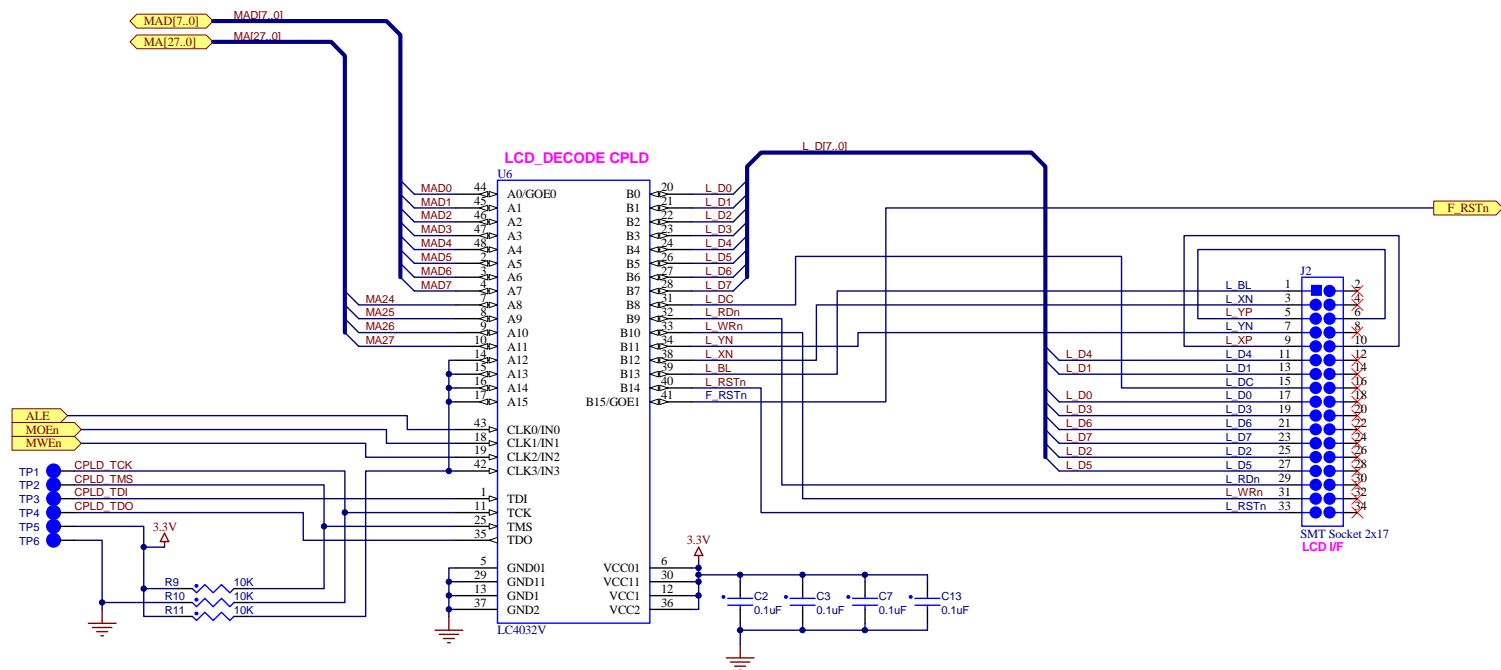 MAD[7..0] MAD[7..0]
MA[27..0] MA[27..0]
L_D[7..0]
LCD_DECODE CPLD
U6
MAD0 44 A0/GOE0 B0 20 L_D0
MAD1 45 A1 B1 21 L_D1
F_RSTn
MAD2 46 A2 B2 22 L_D2
MAD3 47 A3 B3 23 L_D3
MAD4 48 A4 B4 24 L_D4
MAD5 2 A5 B5 26 L_D5
MAD6 3 A6 B6 27 L_D6
MAD7 4 A7 B7 28 L_D7
MA24 7 A8 B8 31 L_DC
MA25 8 A9 B9 32 L_RDn
MA26 9 A10 B10 33 L_WRn
MA27 10 A11 B11 34 L_YN
14 A12 B12 38 L_XN
15 A13 B13 39 L_BL
16 A14 B14 40 L_RSTn
17 A15 B15/GOE1 41 F_RSTn
ALE 43 CLK0/IN0
MOEn 18 CLK1/IN1
MWEn 19 CLK2/IN2
42 CLK3/IN3
TP1 CPLD_TCK
TP2 CPLD_TMS
TP3 CPLD_TDI
TP4 CPLD_TDO
TP5
TP6
3.3V
1 TDI
11 TCK
25 TMS
35 TDO
R9 10K
R10 10K
R11 10K
5 GND01 VCC01 6
29 GND11 VCC11 30
13 GND1 VCC1 12
37 GND2 VCC2 36
LC4032V
3.3V
C2 0.1uF
C3 0.1uF
C7 0.1uF
C13 0.1uF
J2
L_BL 1 2
L_XN 3 4
L_YP 5 6
L_YN 7 8
L_XP 9 10
L_D4 L_D4 11 12
L_D1 L_D1 13 14
L_DC 15 16
L_D0 L_D0 17 18
L_D3 L_D3 19 20
L_D6 L_D6 21 22
L_D7 L_D7 23 24
L_D2 L_D2 25 26
L_D5 L_D5 27 28
L_RDn 29 30
L_WRn 31 32
L_RSTn 33 34
SMT Socket 2x17
LCD I/F